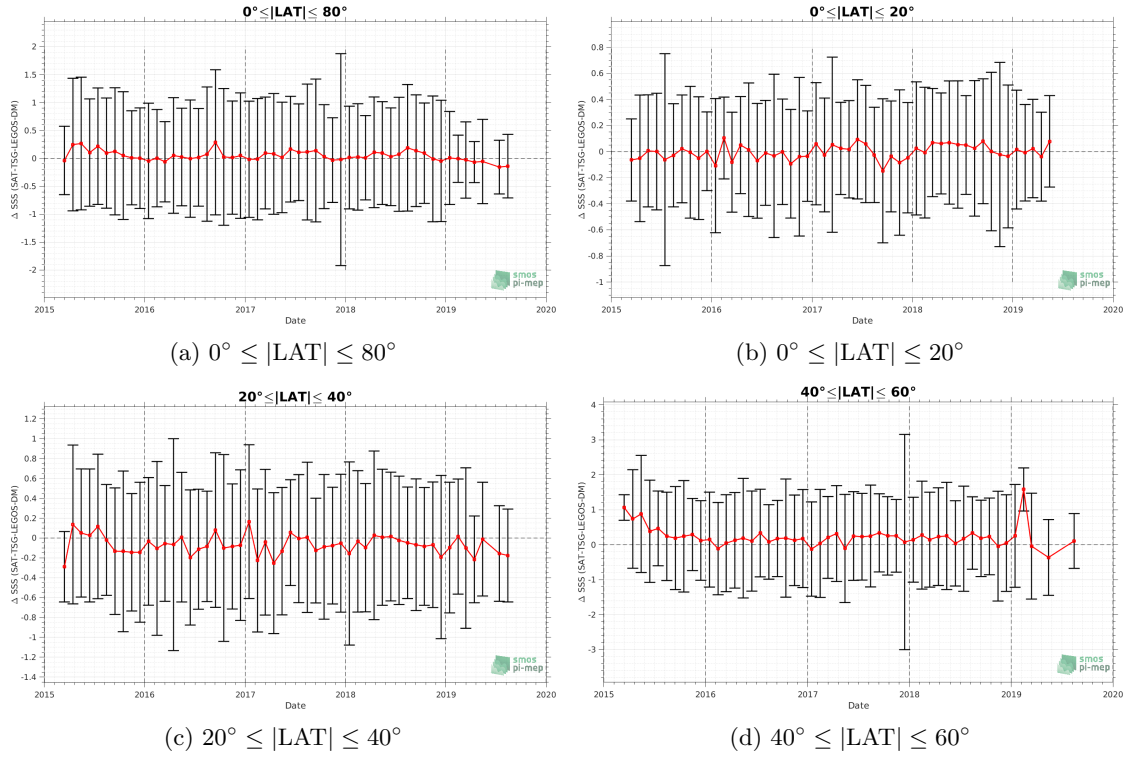 0°≤|LAT|≤ 80°
2
1.5
1
0.5
0
-0.5
-1
-1.5
-2
Δ SSS (SAT-TSG-LEGOS-DM)
2015 2016 2017 2018 2019 2020
Date
smos
pi-mep
(a) 0° ≤ |LAT| ≤ 80°
0°≤|LAT|≤ 20°
0.8
0.6
0.4
0.2
0
-0.2
-0.4
-0.6
-0.8
-1
Δ SSS (SAT-TSG-LEGOS-DM)
2015 2016 2017 2018 2019 2020
Date
smos
pi-mep
(b) 0° ≤ |LAT| ≤ 20°
20°≤|LAT|≤ 40°
1.2
1
0.8
0.6
0.4
0.2
0
-0.2
-0.4
-0.6
-0.8
-1
-1.2
-1.4
Δ SSS (SAT-TSG-LEGOS-DM)
2015 2016 2017 2018 2019 2020
Date
smos
pi-mep
(c) 20° ≤ |LAT| ≤ 40°
40°≤|LAT|≤ 60°
4
3
2
1
0
-1
-2
-3
Δ SSS (SAT-TSG-LEGOS-DM)
2015 2016 2017 2018 2019 2020
Date
smos
pi-mep
(d) 40° ≤ |LAT| ≤ 60°